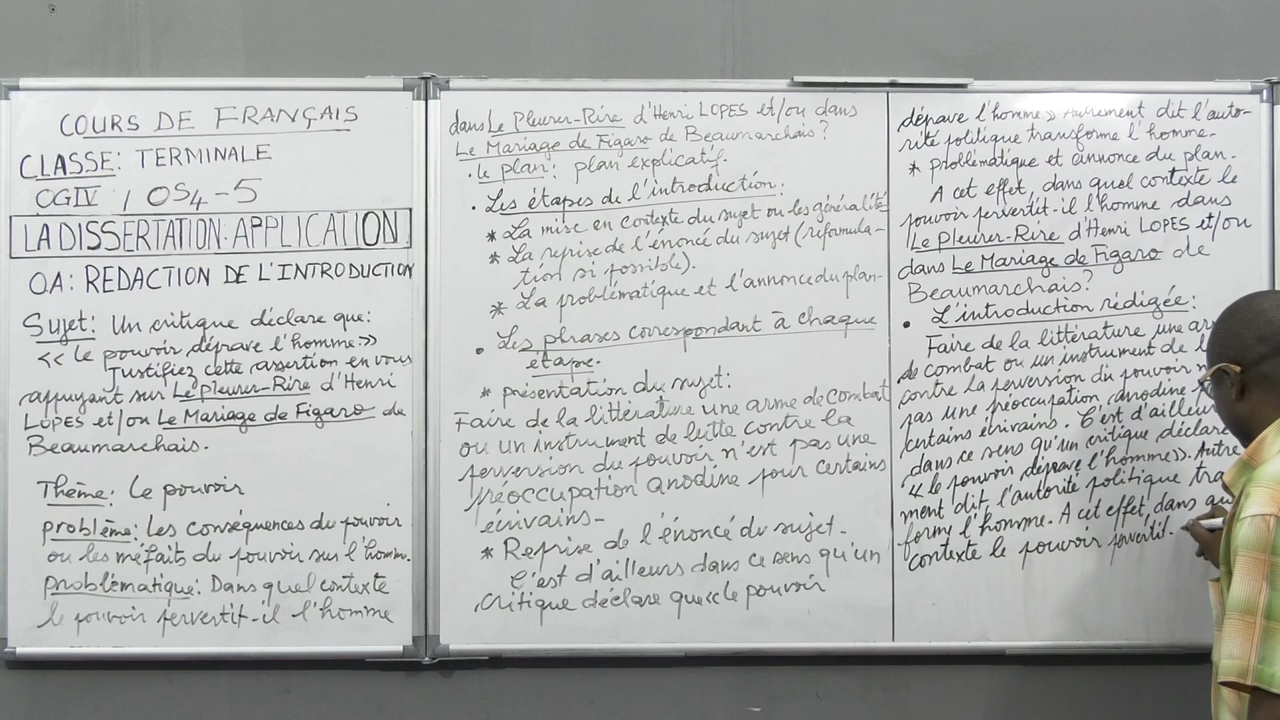 COURS DE FRANÇAIS
CLASSE: TERMINALE
CGIV / OS4-5
LA DISSERTATION: APPLICATION
OA: REDACTION DE L'INTRODUCTION
Sujet: Un critique déclare que:
<< Le pouvoir déprave l'homme.>>
Justifiez cette assertion en vous
appuyant sur Le Pleurer-Rire d'Henri
LOPES et/ou Le Mariage de Figaro de
Beaumarchais.
Thème: Le pouvoir
problème: Les conséquences du pouvoir
ou les méfaits du pouvoir sur l'homme.
problématique: Dans quel contexte
le pouvoir pervertit-il l'homme
dans Le Pleurer-Rire d'Henri LOPES et/ou dans
Le Mariage de Figaro de Beaumarchais?
. le plan: plan explicatif.
. Les étapes de l'introduction:
* La mise en contexte du sujet ou les généralités
* La reprise de l'énoncé du sujet (reformula-
tion si possible).
* La problématique et l'annonce du plan-
. Les phrases correspondant à chaque
étape.
* présentation du sujet:
Faire de la littérature une arme de combat
ou un instrument de lutte contre la
perversion du pouvoir n'est pas une
préoccupation anodine pour certains
écrivains-
* Reprise de l'énoncé du sujet-
C'est d'ailleurs dans ce sens qu'un
critique déclare que << le pouvoir
déprave l'homme.>> Autrement dit l'auto-
rité politique transforme l'homme.
* problématique et annonce du plan-
A cet effet, dans quel contexte le
pouvoir pervertit-il l'homme dans
Le Pleurer-Rire d'Henri LOPES et/ou
dans Le Mariage de Figaro de
Beaumarchais?
. L'introduction rédigée:
Faire de la littérature une
de combat ou un instrument de
contre la perversion du pouvoir
pas une préoccupation anodine
certains écrivains. C'est d'ailleur
dans ce sens qu'un critique déclare
<< le pouvoir déprave l'homme>>. Autre
ment dit l'autorité politique tra
forme l'homme. A cet effet, dans
contexte le pouvoir pervertit.